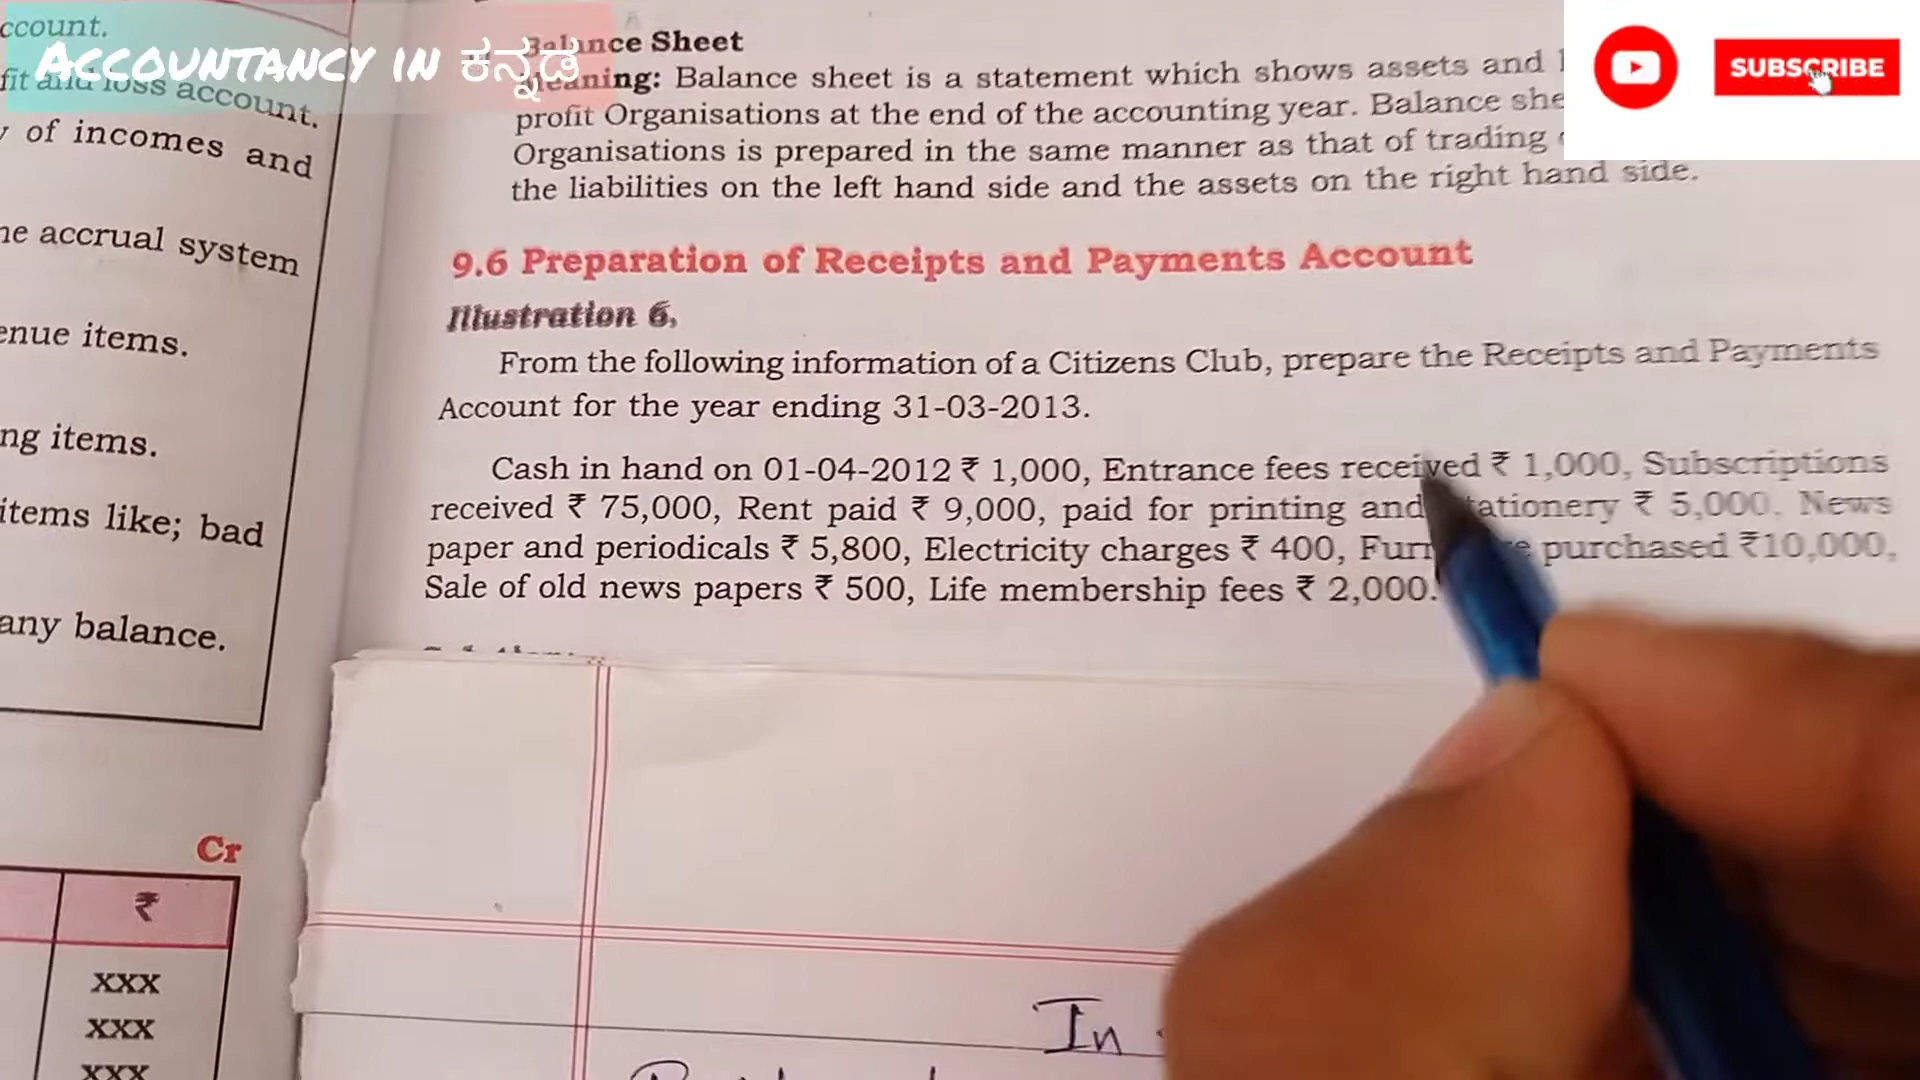 ccount.
fit and loss account.
of incomes and
he accrual system
enue items.
ng items.
items like; bad
any balance.
Cr
₹
xxx
xxx
xxx
ACCOUNTANCY IN ಕನ್ನಡ
Balance Sheet
Meaning: Balance sheet is a statement which shows assets and
profit Organisations at the end of the accounting year. Balance she
Organisations is prepared in the same manner as that of trading
the liabilities on the left hand side and the assets on the right hand side.
SUBSCRIBE
9.6 Preparation of Receipts and Payments Account
Illustration 6,
From the following information of a Citizens Club, prepare the Receipts and Payments
Account for the year ending 31-03-2013.
Cash in hand on 01-04-2012 ₹ 1,000, Entrance fees received ₹ 1,000, Subscriptions
received ₹ 75,000, Rent paid ₹ 9,000, paid for printing and tationery ₹ 5,000, News
paper and periodicals ₹ 5,800, Electricity charges ₹ 400, Fur e purchased ₹10,000,
Sale of old news papers ₹ 500, Life membership fees ₹ 2,000.
In